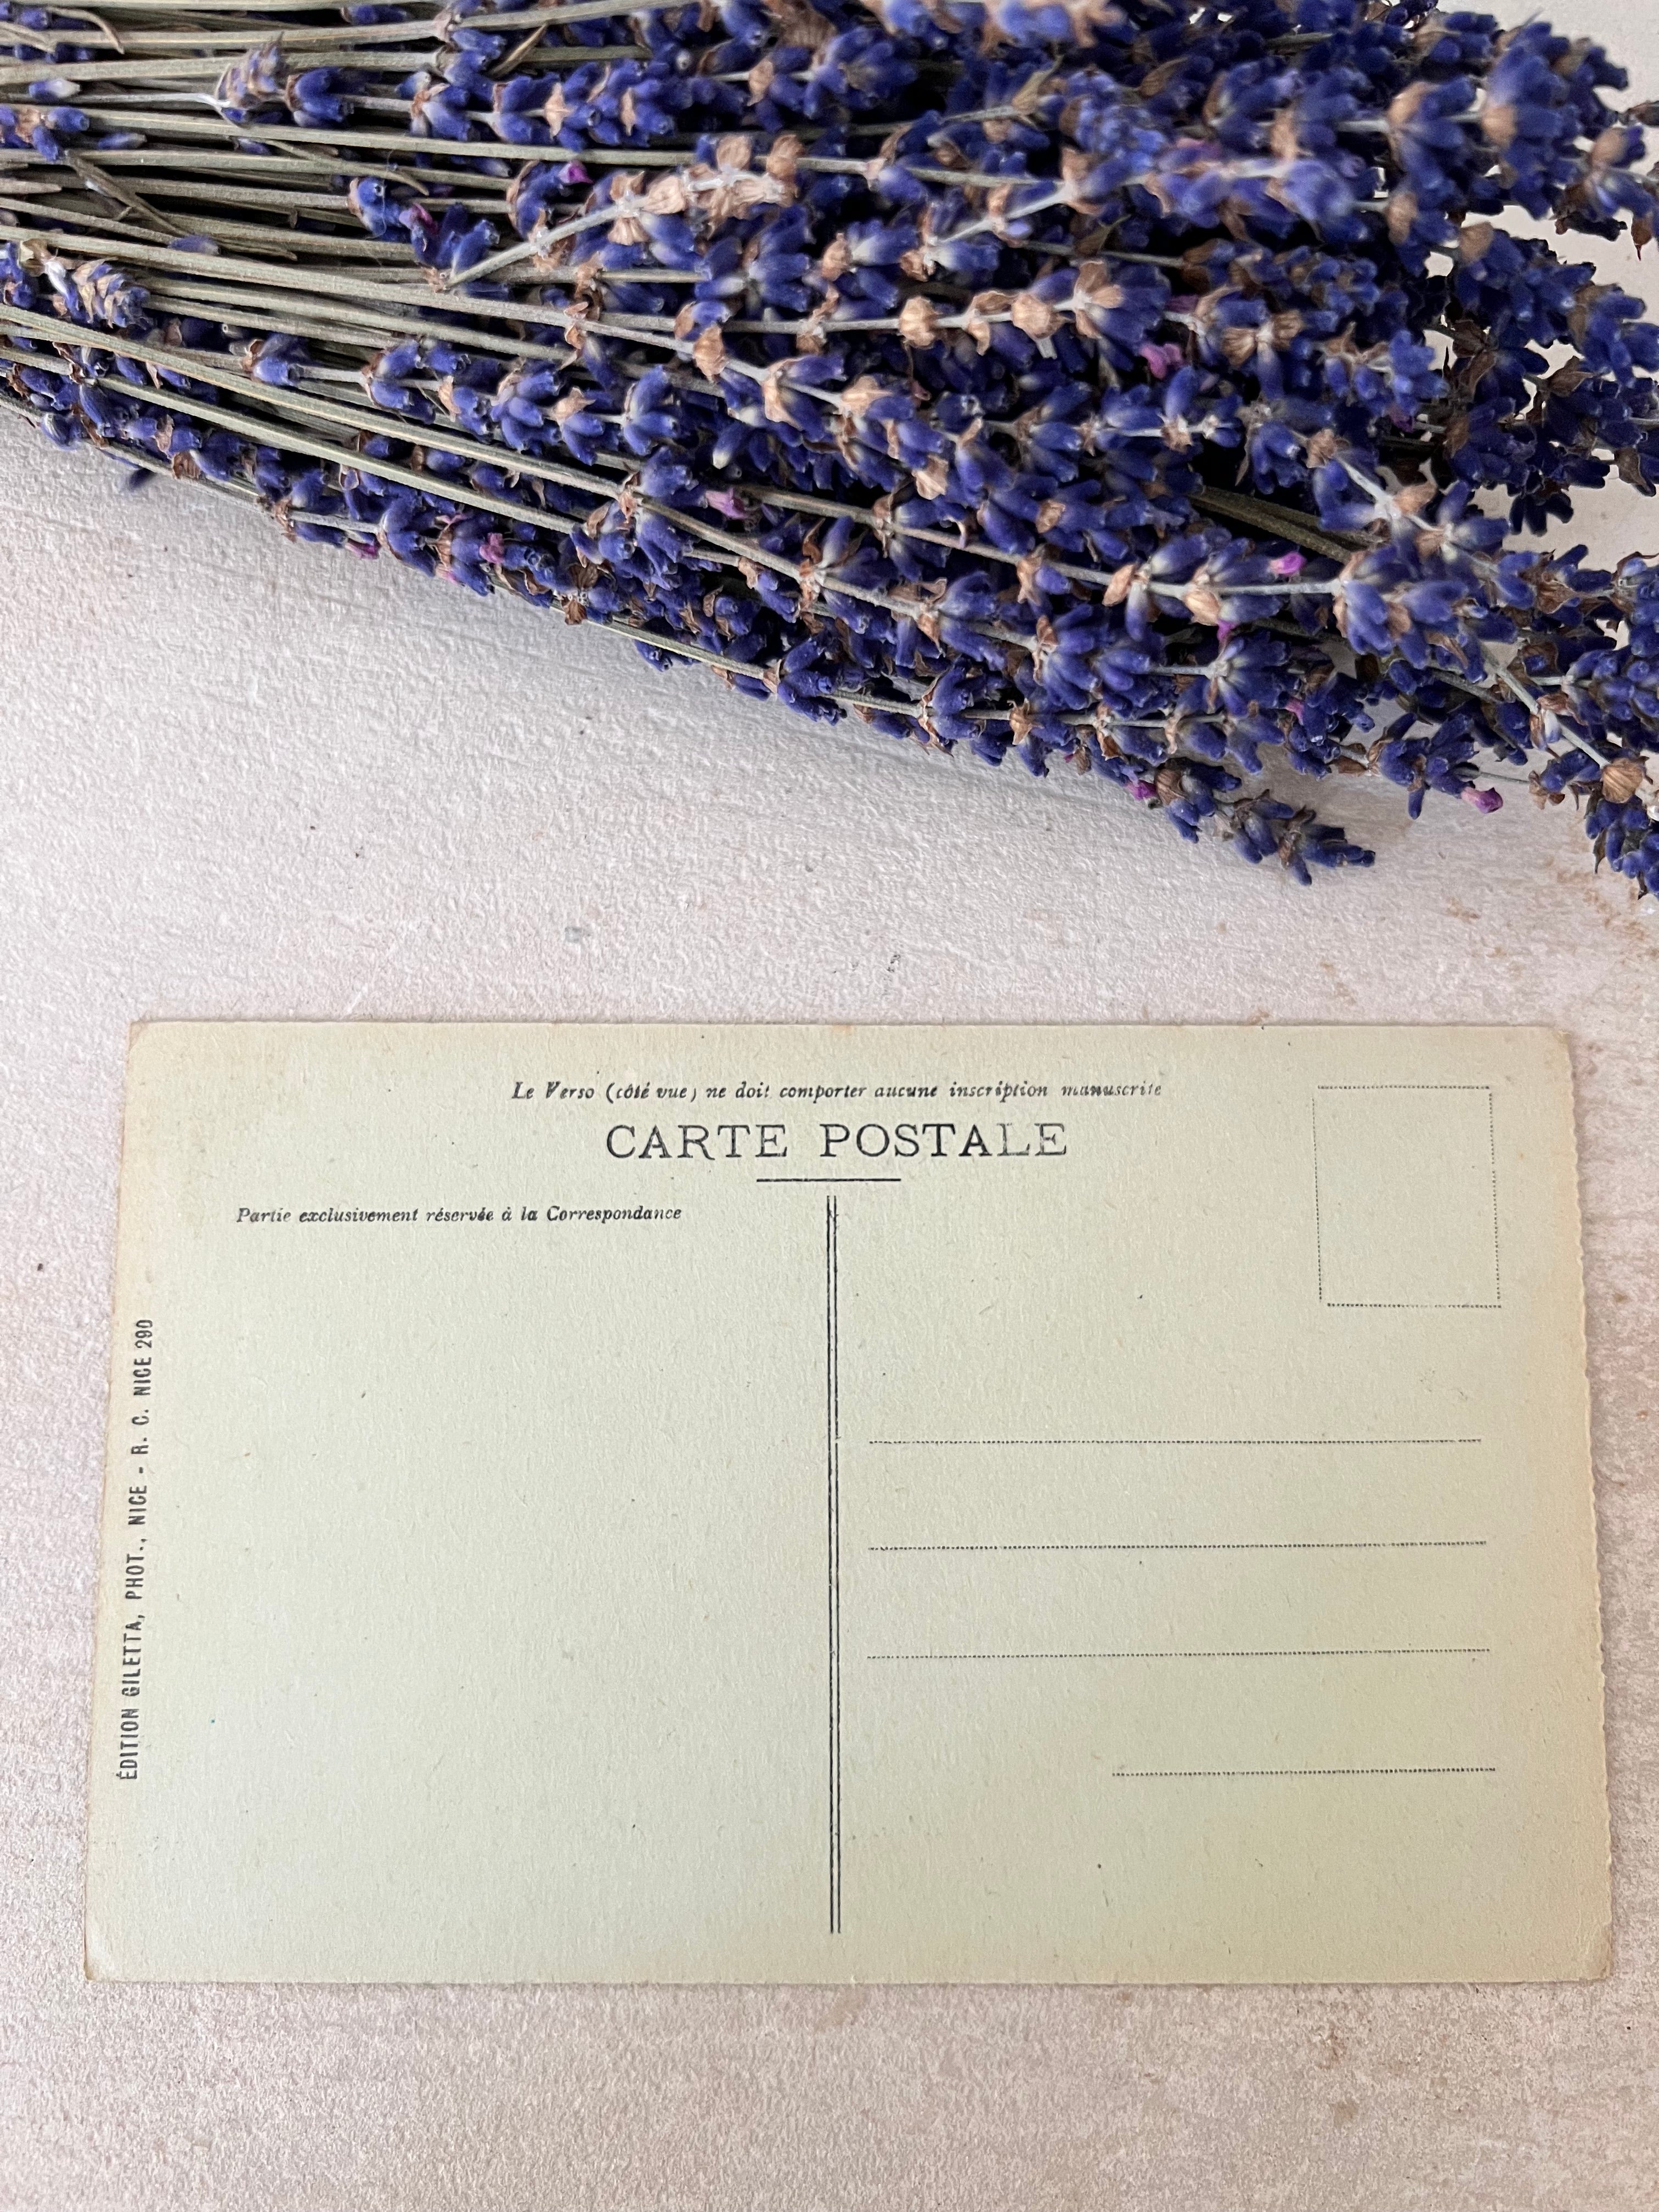 Le Verso (côté vue) ne doit comporter aucune inscription manuscrite
CARTE POSTALE
Partie exclusivement réservée à la Correspondance
ÉDITION GILETTA, PHOT., NICE - R. C. NICE 290